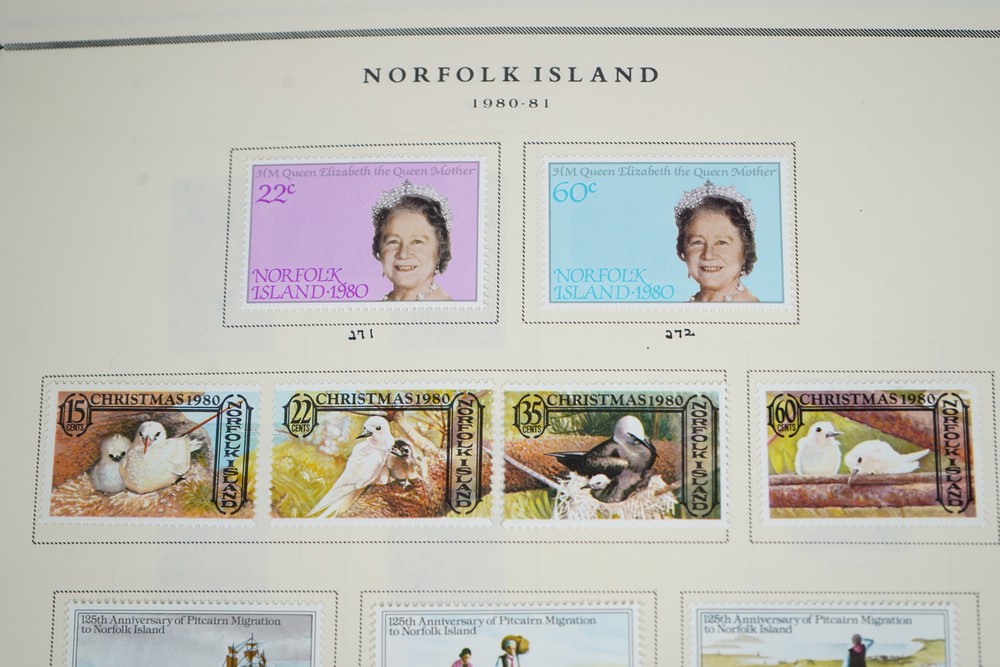 NORFOLK ISLAND
1980-81
HM Queen Elizabeth the Queen Mother
22c
NORFOLK
ISLAND·1980
HM Queen Elizabeth the Queen Mother
60c
NORFOLK
ISLAND·1980
271
272
15
CENTS
CHRISTMAS 1980
NORFOLK ISLAND
22
CENTS
CHRISTMAS 1980
NORFOLK ISLAND
35
CENTS
CHRISTMAS 1980
NORFOLK ISLAND
60
CENTS
CHRISTMAS 1980
NORFOLK ISLAND
125th Anniversary of Pitcairn Migration
to Norfolk Island
125th Anniversary of Pitcairn Migration
to Norfolk Island
125th Anniversary of Pitcairn Migration
to Norfolk Island